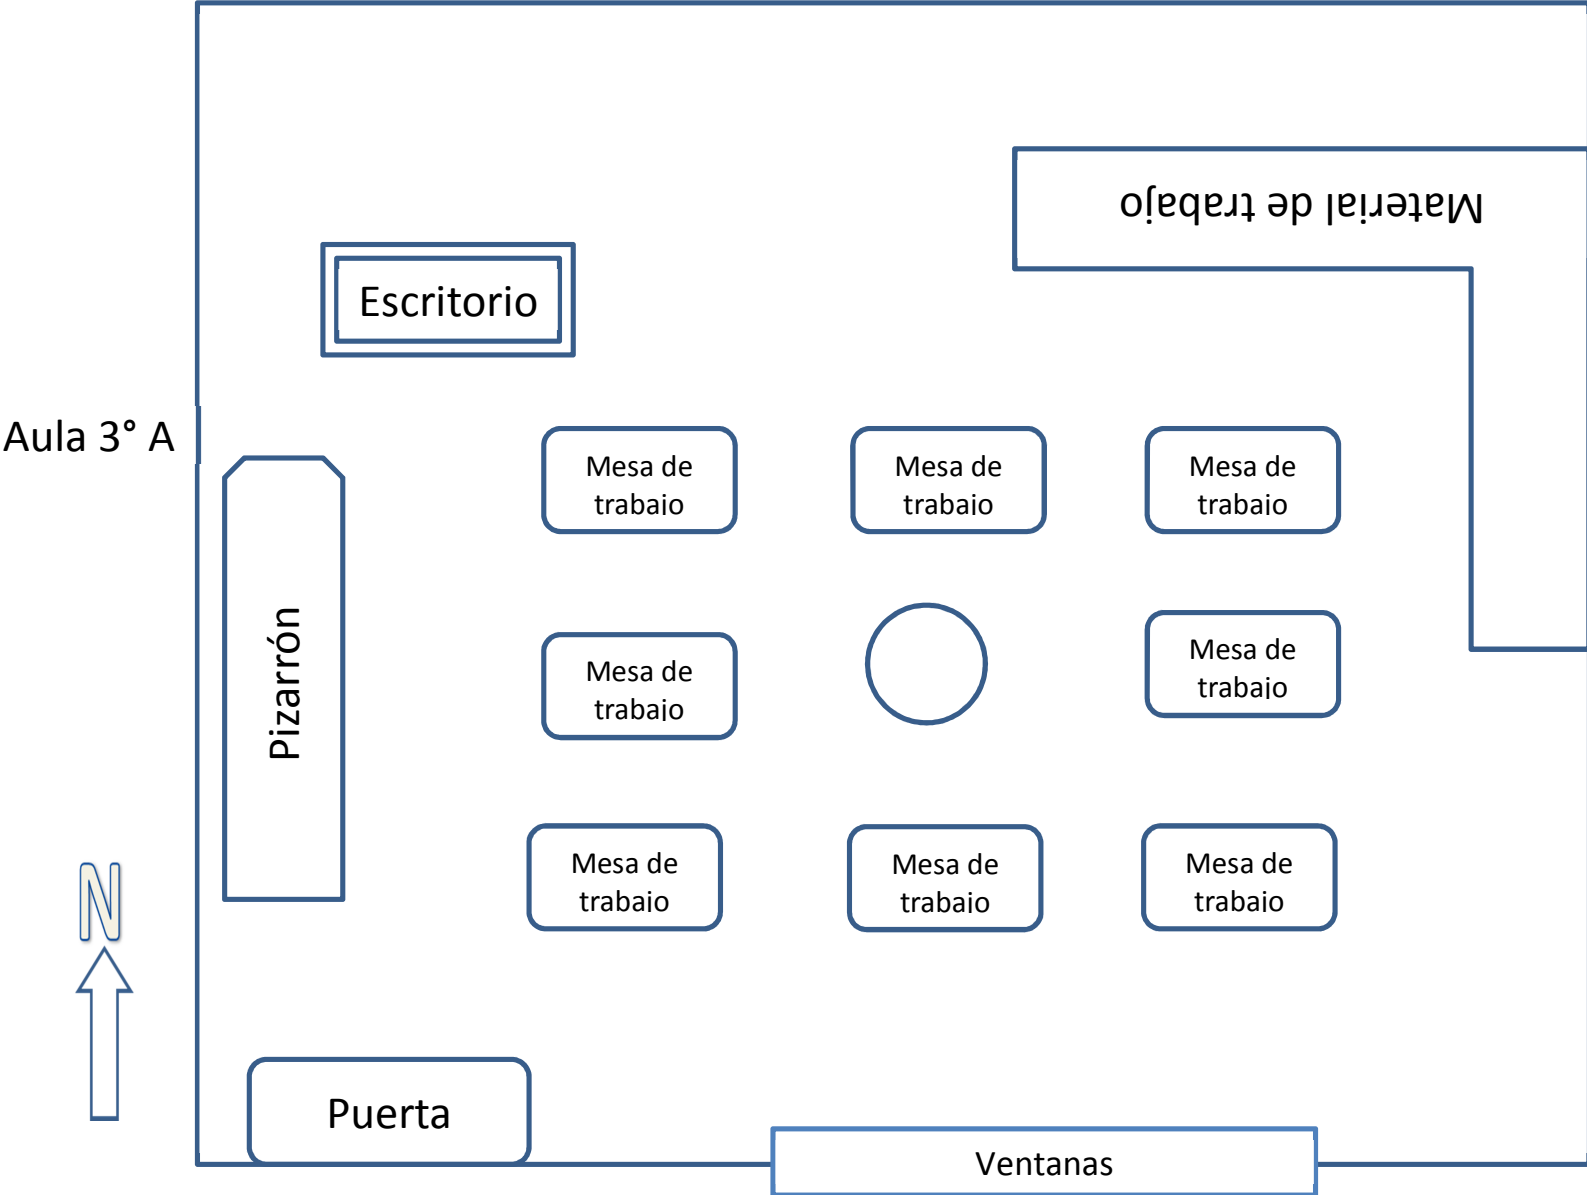 Material de trabajo
Escritorio
Aula 3° A
Mesa de
trabajo
Mesa de
trabajo
Mesa de
trabajo
Pizarrón
Mesa de
trabajo
Mesa de
trabajo
Mesa de
trabajo
Mesa de
trabajo
Mesa de
trabajo
N
Puerta
Ventanas